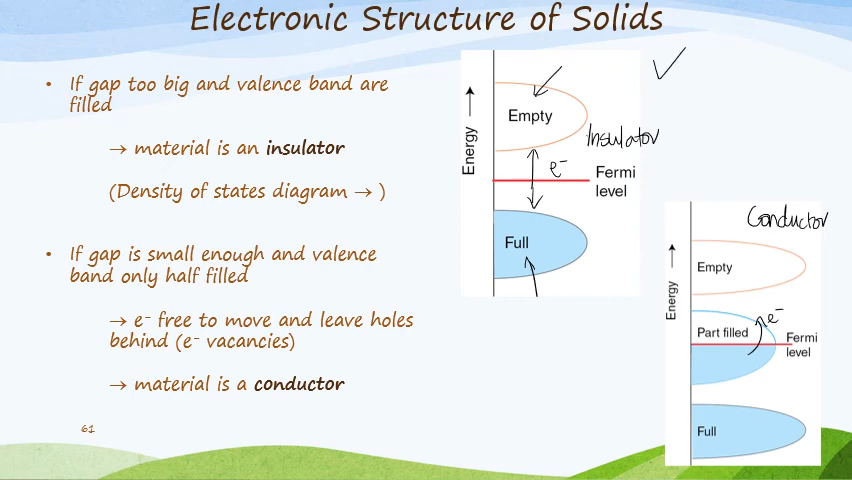 Electronic Structure of Solids
• If gap too big and valence band are
filled
→ material is an insulator
(Density of states diagram → )
• If gap is small enough and valence
band only half filled
→ e⁻ free to move and leave holes
behind (e⁻ vacancies)
→ material is a conductor
61
Energy →
Empty
Insulator
e⁻
Fermi
level
Full
Conductor
Energy →
Empty
e⁻
Part filled
Fermi
level
Full